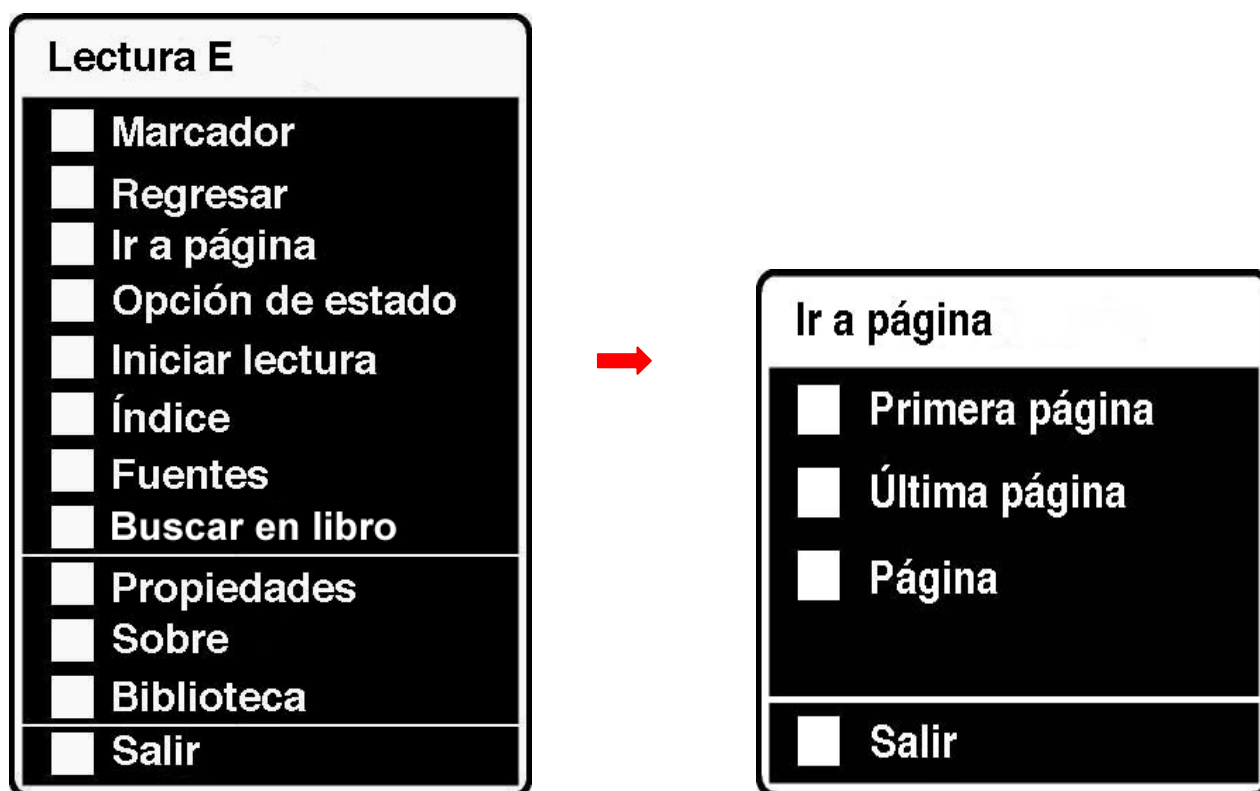 Lectura E
Marcador
Regresar
Ir a página
Opción de estado
Iniciar lectura
Índice
Fuentes
Buscar en libro
Propiedades
Sobre
Biblioteca
Salir
Ir a página
Primera página
Última página
Página
Salir